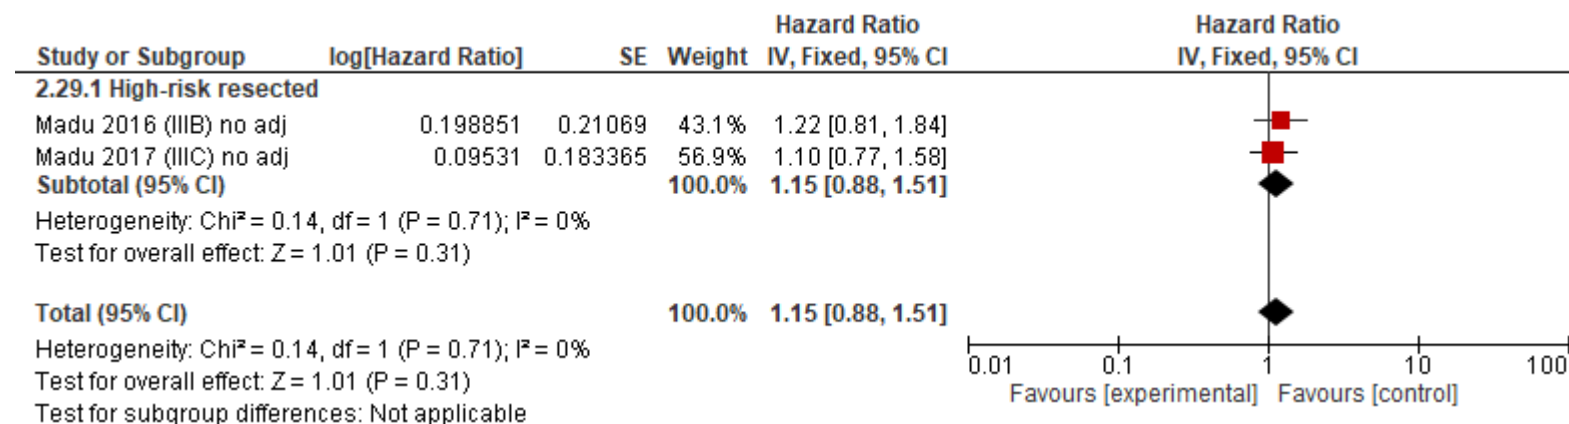 Hazard Ratio Hazard Ratio
Study or Subgroup log[Hazard Ratio] SE Weight IV, Fixed, 95% CI IV, Fixed, 95% CI
2.29.1 High-risk resected
Madu 2016 (IIIB) no adj 0.198851 0.21069 43.1% 1.22 [0.81, 1.84]
Madu 2017 (IIIC) no adj 0.09531 0.183365 56.9% 1.10 [0.77, 1.58]
Subtotal (95% CI) 100.0% 1.15 [0.88, 1.51]
Heterogeneity: Chi² = 0.14, df = 1 (P = 0.71); I² = 0%
Test for overall effect: Z = 1.01 (P = 0.31)
Total (95% CI) 100.0% 1.15 [0.88, 1.51]
Heterogeneity: Chi² = 0.14, df = 1 (P = 0.71); I² = 0%
Test for overall effect: Z = 1.01 (P = 0.31)
Test for subgroup differences: Not applicable
0.01 0.1 1 10 100
Favours [experimental] Favours [control]